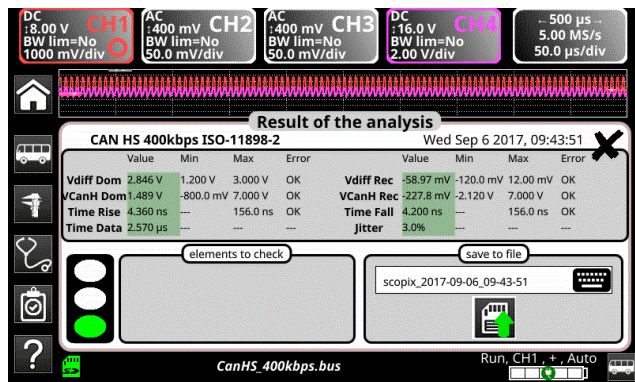 DC
↕8.00 V CH1
BW lim=No
1000 mV/div
AC
↕400 mV CH2
BW lim=No
50.0 mV/div
AC
↕400 mV CH3
BW lim=No
50.0 mV/div
DC
↕16.0 V CH4
BW lim=No
2.00 V/div
←500 µs→
5.00 MS/s
50.0 µs/div
Result of the analysis
CAN HS 400kbps ISO-11898-2 Wed Sep 6 2017, 09:43:51
Value Min Max Error Value Min Max Error
Vdiff Dom 2.846 V 1.200 V 3.000 V OK Vdiff Rec -58.97 mV -120.0 mV 12.00 mV OK
VCanH Dom 1.489 V -800.0 mV 7.000 V OK VCanH Rec -227.8 mV -2.120 V 7.000 V OK
Time Rise 4.360 ns --- 156.0 ns OK Time Fall 4.200 ns --- 156.0 ns OK
Time Data 2.570 µs --- --- --- Jitter 3.0% --- --- ---
elements to check
save to file
scopix_2017-09-06_09-43-51
?
SD
CanHS_400kbps.bus
Run, CH1 , + , Auto